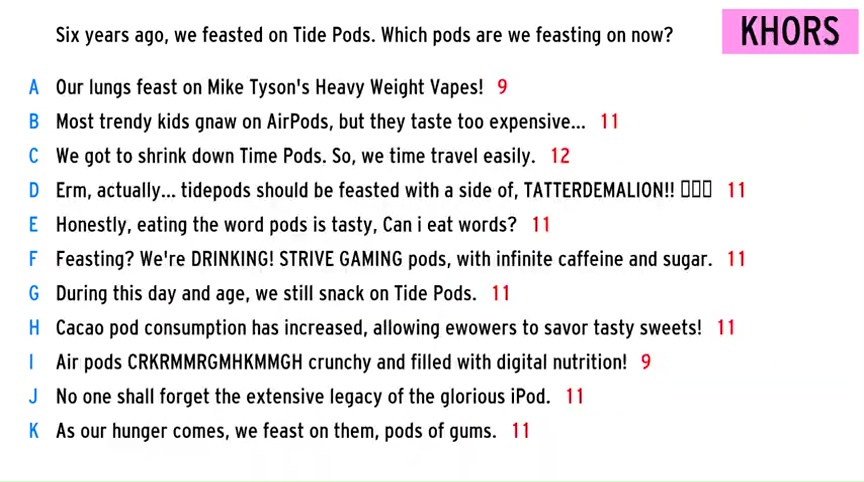 Six years ago, we feasted on Tide Pods. Which pods are we feasting on now?
KHORS
A Our lungs feast on Mike Tyson's Heavy Weight Vapes! 9
B Most trendy kids gnaw on AirPods, but they taste too expensive... 11
C We got to shrink down Time Pods. So, we time travel easily. 12
D Erm, actually... tidepods should be feasted with a side of, TATTERDEMALION!! ▯▯▯ 11
E Honestly, eating the word pods is tasty, Can i eat words? 11
F Feasting? We're DRINKING! STRIVE GAMING pods, with infinite caffeine and sugar. 11
G During this day and age, we still snack on Tide Pods. 11
H Cacao pod consumption has increased, allowing ewowers to savor tasty sweets! 11
I Air pods CRKRMMRGMHKMMGH crunchy and filled with digital nutrition! 9
J No one shall forget the extensive legacy of the glorious iPod. 11
K As our hunger comes, we feast on them, pods of gums. 11